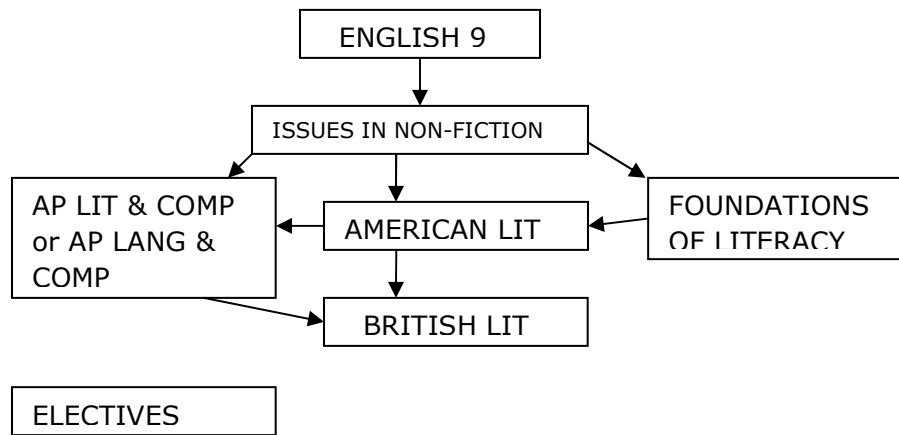 ENGLISH 9
ISSUES IN NON-FICTION
AP LIT & COMP
or AP LANG &
COMP
AMERICAN LIT
FOUNDATIONS
OF LITERACY
BRITISH LIT
ELECTIVES